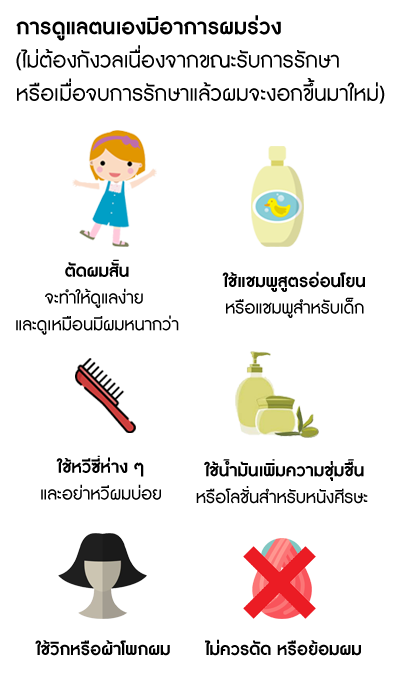 การดูแลตนเองมีอาการผมร่วง
(ไม่ต้องกังวลเนื่องจากขณะรับการรักษา
หรือเมื่อจบการรักษาแล้วผมจะงอกขึ้นมาใหม่)
ตัดผมสั้น
จะทำให้ดูแลง่าย
และดูเหมือนมีผมหนากว่า
ใช้แชมพูสูตรอ่อนโยน
หรือแชมพูสำหรับเด็ก
ใช้หวีซี่ห่าง ๆ
และอย่าหวีผมบ่อย
ใช้น้ำมันเพิ่มความชุ่มชื้น
หรือโลชั่นสำหรับหนังศีรษะ
ใช้วิกหรือผ้าโพกผม
ไม่ควรดัด หรือย้อมผม